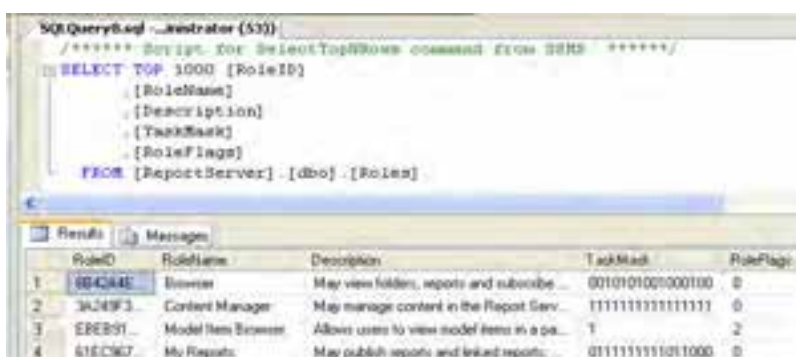 SQLQuery8.sql -...inistrator (53))
/****** Script for SelectTopNRows command from SSMS ******/
SELECT TOP 1000 [RoleID]
,[RoleName]
,[Description]
,[TaskMask]
,[RoleFlags]
FROM [ReportServer].[dbo].[Roles]
Results Messages
RoleID RoleName Description TaskMask RoleFlags
1 Browser May view folders, reports and subscribe ... 0010101001000100 0
2 Content Manager May manage content in the Report Serv... 1111111111111111 0
3 Model Item Browser Allows users to view model items in a pa... 1 2
4 My Reports May publish reports and linked reports; ... 0111111111011000 0